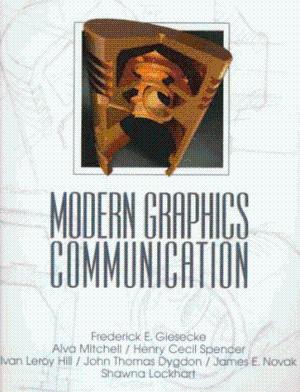 MODERN GRAPHICS
COMMUNICATION
Frederick E. Giesecke
Alva Mitchell / Henry Cecil Spencer
Ivan Leroy Hill / John Thomas Dygdon / James E. Novak
Shawna Lockhart